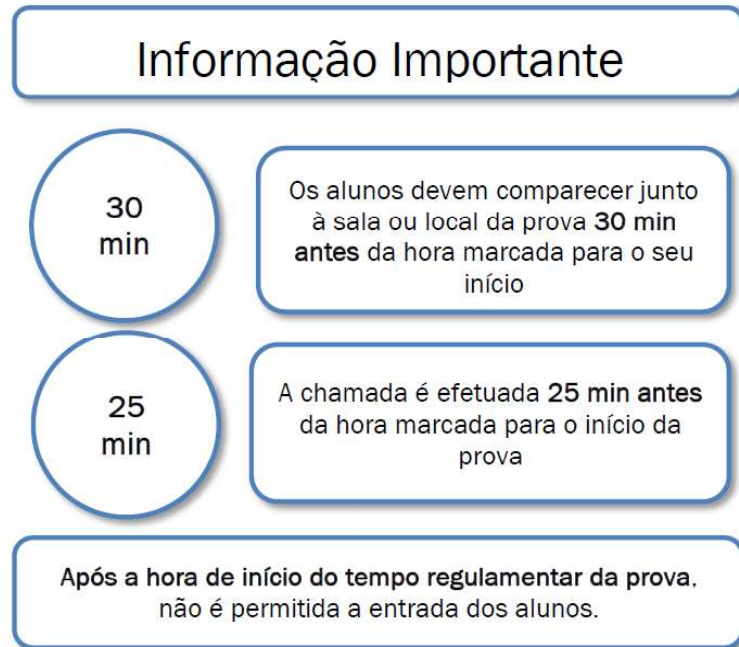 Informação Importante
30
min
Os alunos devem comparecer junto
à sala ou local da prova 30 min
antes da hora marcada para o seu
início
25
min
A chamada é efetuada 25 min antes
da hora marcada para o início da
prova
Após a hora de início do tempo regulamentar da prova,
não é permitida a entrada dos alunos.